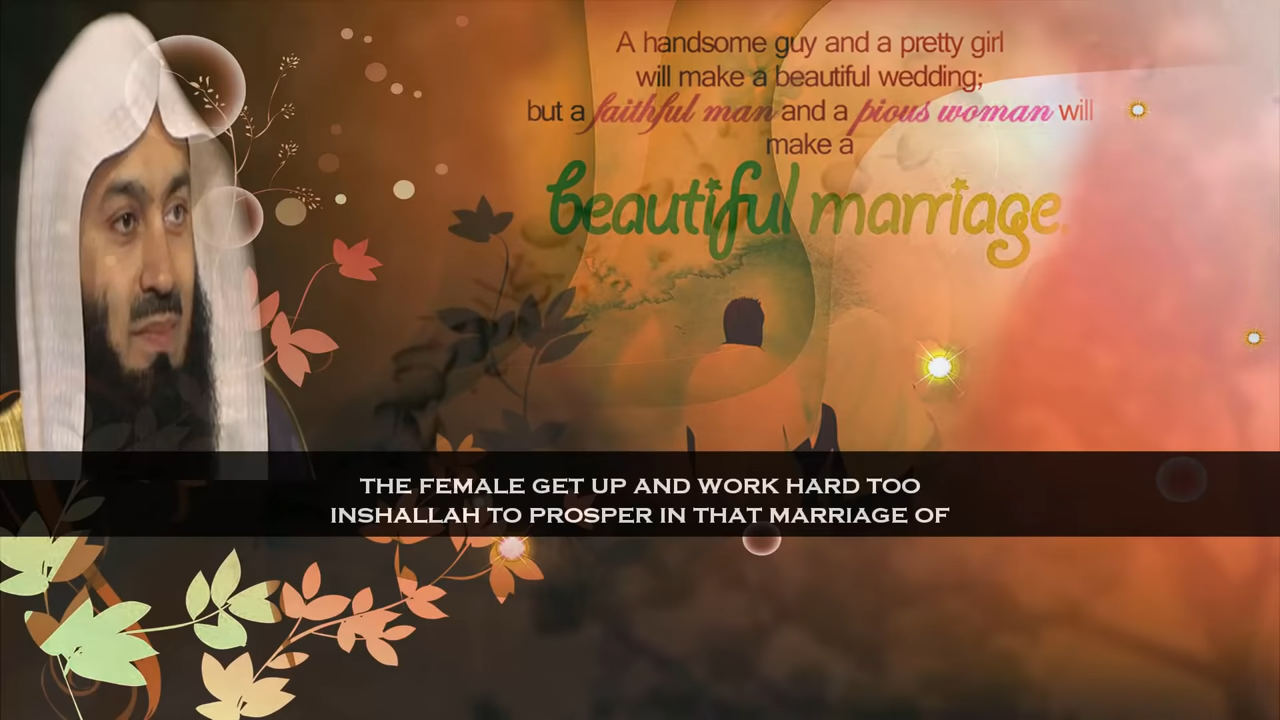 A handsome guy and a pretty girl
will make a beautiful wedding;
but a faithful man and a pious woman will
make a
beautiful marriage.
THE FEMALE GET UP AND WORK HARD TOO
INSHALLAH TO PROSPER IN THAT MARRIAGE OF